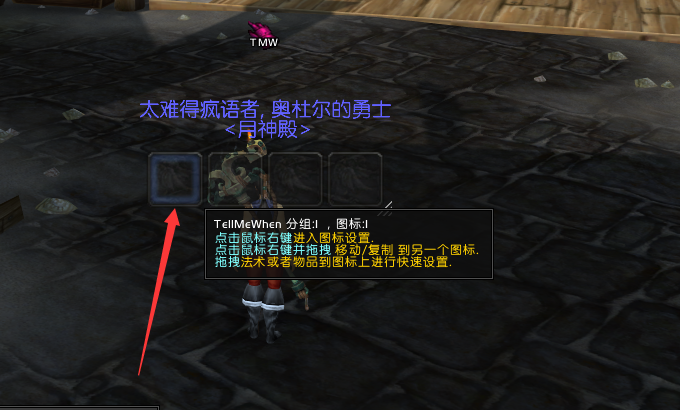 TMW
太难得疯语者, 奥杜尔的勇士
<月神殿>
TellMeWhen 分组:1 , 图标:1
点击鼠标右键进入图标设置.
点击鼠标右键并拖拽 移动/复制 到另一个图标.
拖拽法术或者物品到图标上进行快速设置.